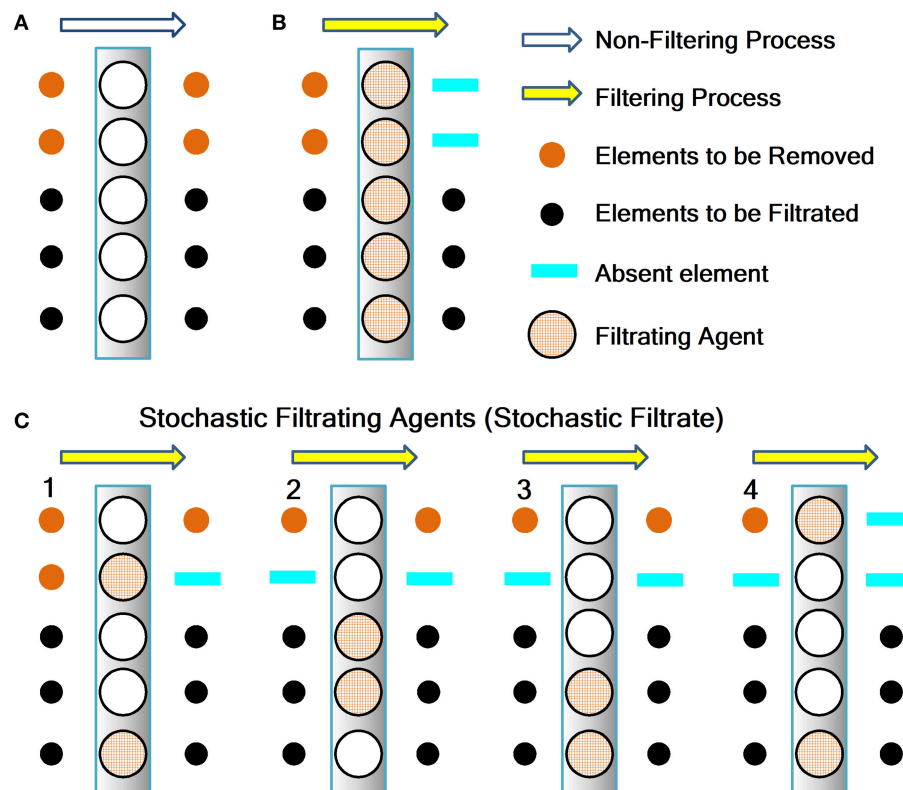 A
B
Non-Filtering Process
Filtering Process
Elements to be Removed
Elements to be Filtrated
Absent element
Filtrating Agent
C
Stochastic Filtrating Agents (Stochastic Filtrate)
1
2
3
4